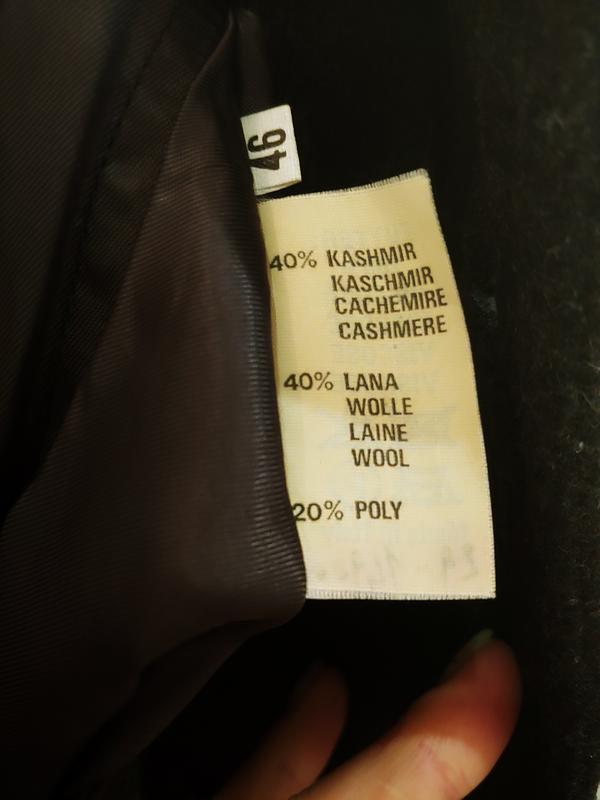 46
40% KASHMIR
KASCHMIR
CACHEMIRE
CASHMERE
40% LANA
WOLLE
LAINE
WOOL
20% POLY